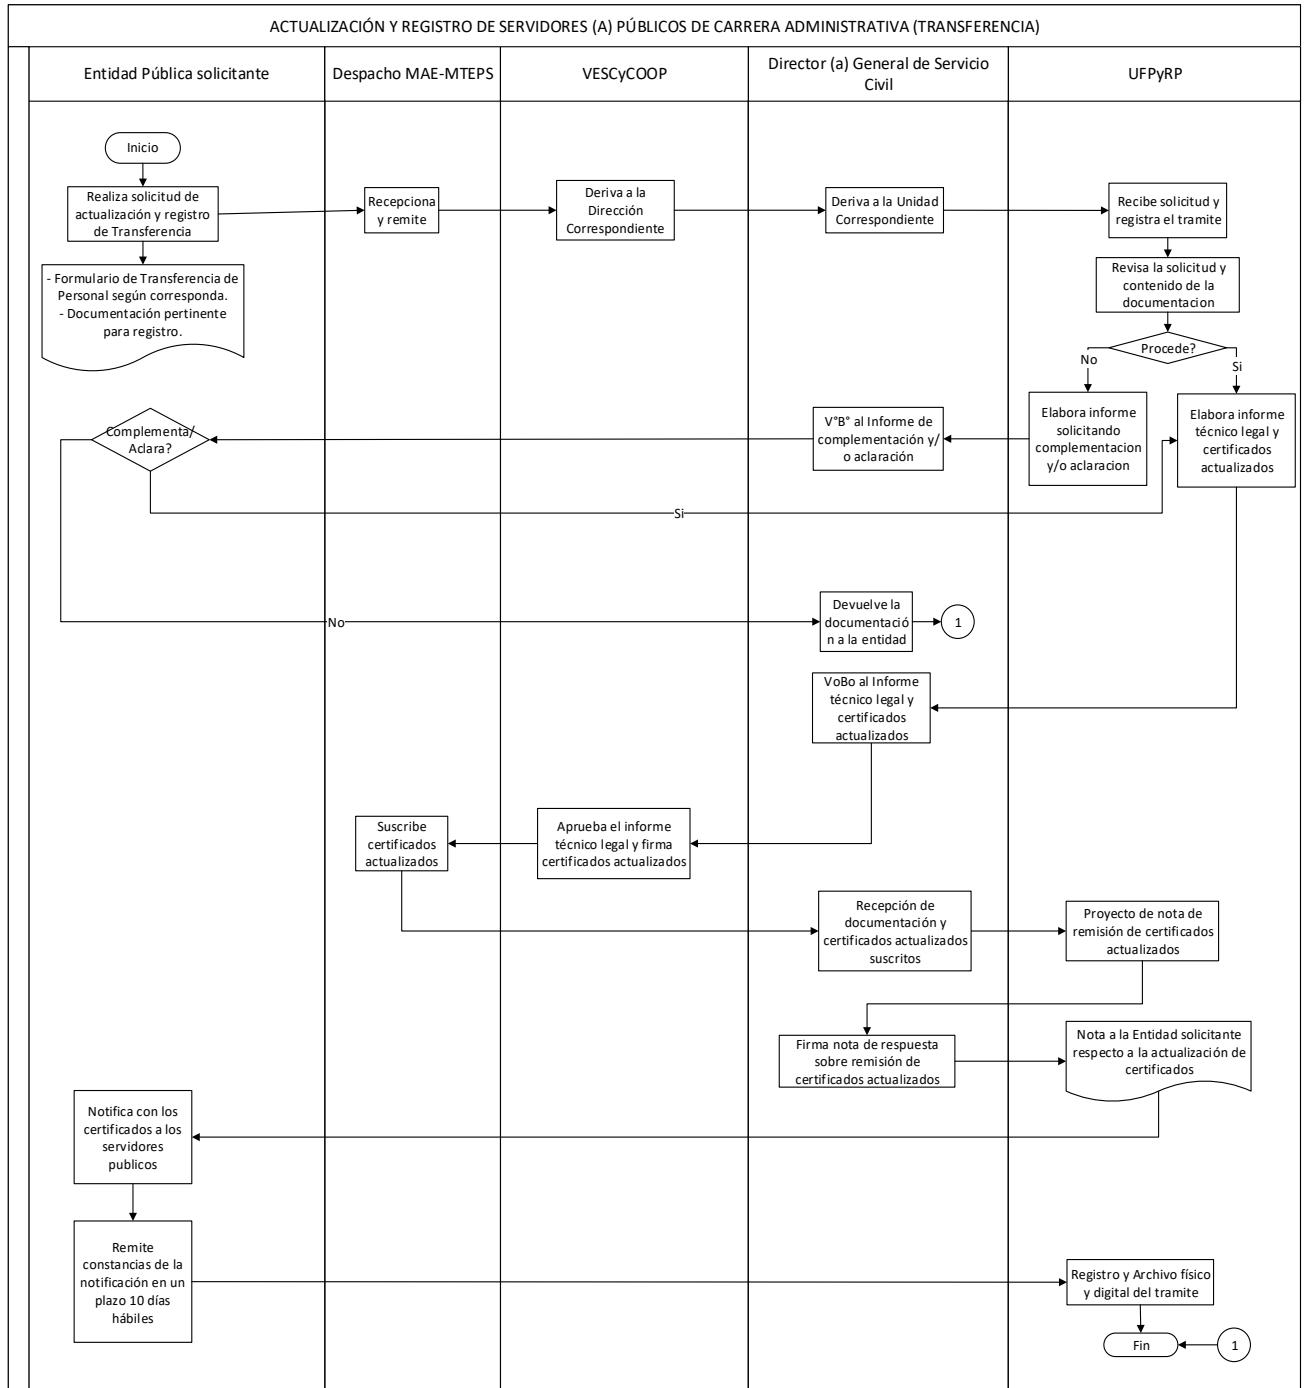 ACTUALIZACIÓN Y REGISTRO DE SERVIDORES (A) PÚBLICOS DE CARRERA ADMINISTRATIVA (TRANSFERENCIA)
Entidad Pública solicitante
Despacho MAE-MTEPS
VESCyCOOP
Director (a) General de Servicio
Civil
UFPyRP
Inicio
Realiza solicitud de
actualización y registro
de Transferencia
Recepciona
y remite
Deriva a la
Dirección
Correspondiente
Deriva a la Unidad
Correspondiente
Recibe solicitud y
registra el tramite
- Formulario de Transferencia de
Personal según corresponda.
- Documentación pertinente
para registro.
Revisa la solicitud y
contenido de la
documentacion
Procede?
No
Si
Complementa/
Aclara?
V°B° al Informe de
complementación y/
o aclaración
Elabora informe
solicitando
complementacion
y/o aclaracion
Elabora informe
técnico legal y
certificados
actualizados
Si
No
Devuelve la
documentació
n a la entidad
1
VoBo al Informe
técnico legal y
certificados
actualizados
Suscribe
certificados
actualizados
Aprueba el informe
técnico legal y firma
certificados actualizados
Recepción de
documentación y
certificados actualizados
suscritos
Proyecto de nota de
remisión de certificados
actualizados
Firma nota de respuesta
sobre remisión de
certificados actualizados
Nota a la Entidad solicitante
respecto a la actualización de
certificados
Notifica con los
certificados a los
servidores
publicos
Remite
constancias de la
notificación en un
plazo 10 días
hábiles
Registro y Archivo físico
y digital del tramite
Fin
1